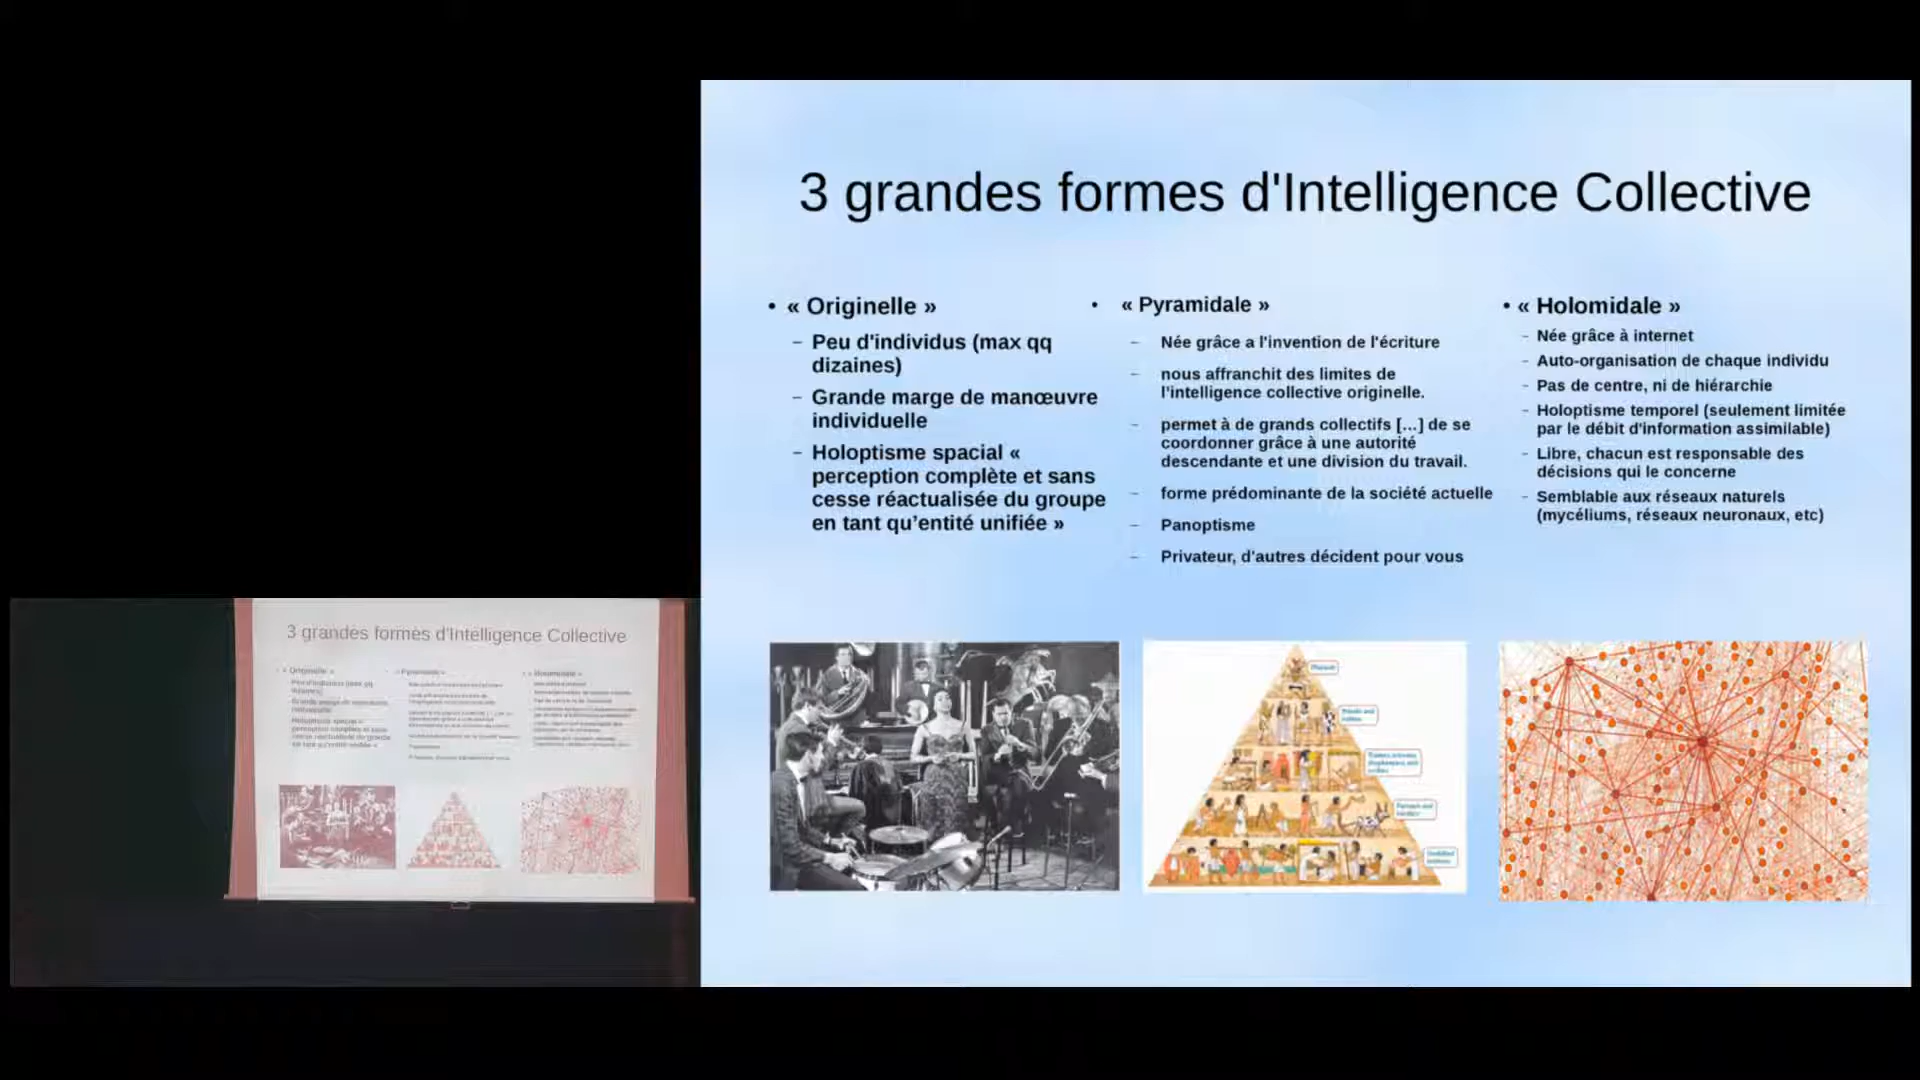 3 grandes formes d'Intelligence Collective
• « Originelle »
– Peu d'individus (max qq
dizaines)
– Grande marge de manœuvre
individuelle
– Holoptisme spacial «
perception complète et sans
cesse réactualisée du groupe
en tant qu’entité unifiée »
• « Pyramidale »
– Née grâce a l'invention de l'écriture
– nous affranchit des limites de
l'intelligence collective originelle.
– permet à de grands collectifs [...] de se
coordonner grâce à une autorité
descendante et une division du travail.
– forme prédominante de la société actuelle
– Panoptisme
– Privateur, d'autres décident pour vous
• « Holomidale »
– Née grâce à internet
– Auto-organisation de chaque individu
– Pas de centre, ni de hiérarchie
– Holoptisme temporel (seulement limitée
par le débit d'information assimilable)
– Libre, chacun est responsable des
décisions qui le concerne
– Semblable aux réseaux naturels
(mycéliums, réseaux neuronaux, etc)
Pharaoh
3 grandes formes d'Intelligence Collective